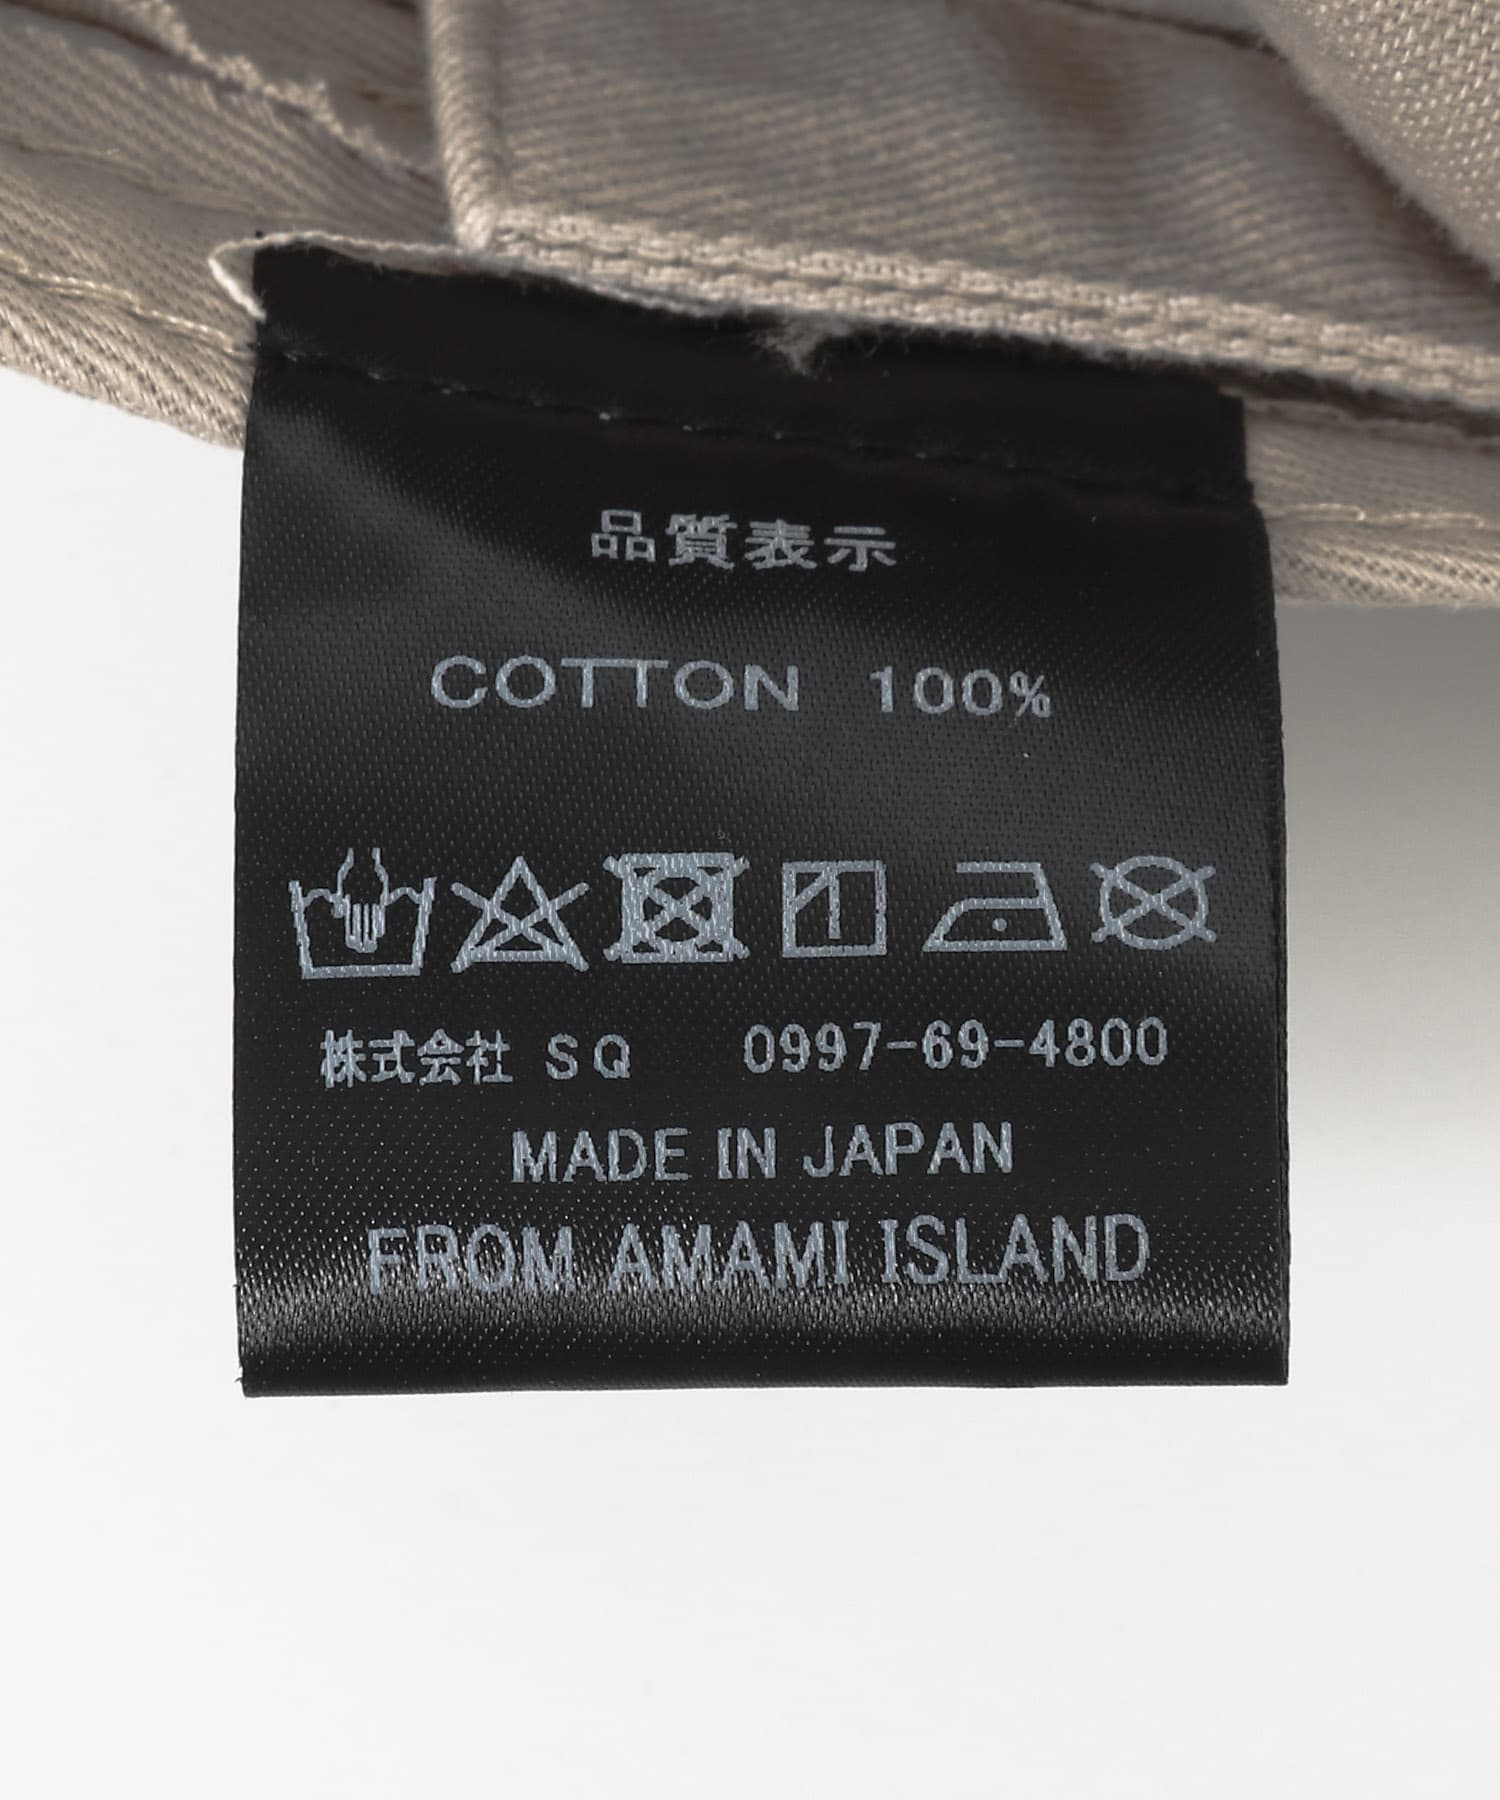 品質表示
COTTON 100%
株式会社 SQ 0997-69-4800
MADE IN JAPAN
FROM AMAMI ISLAND